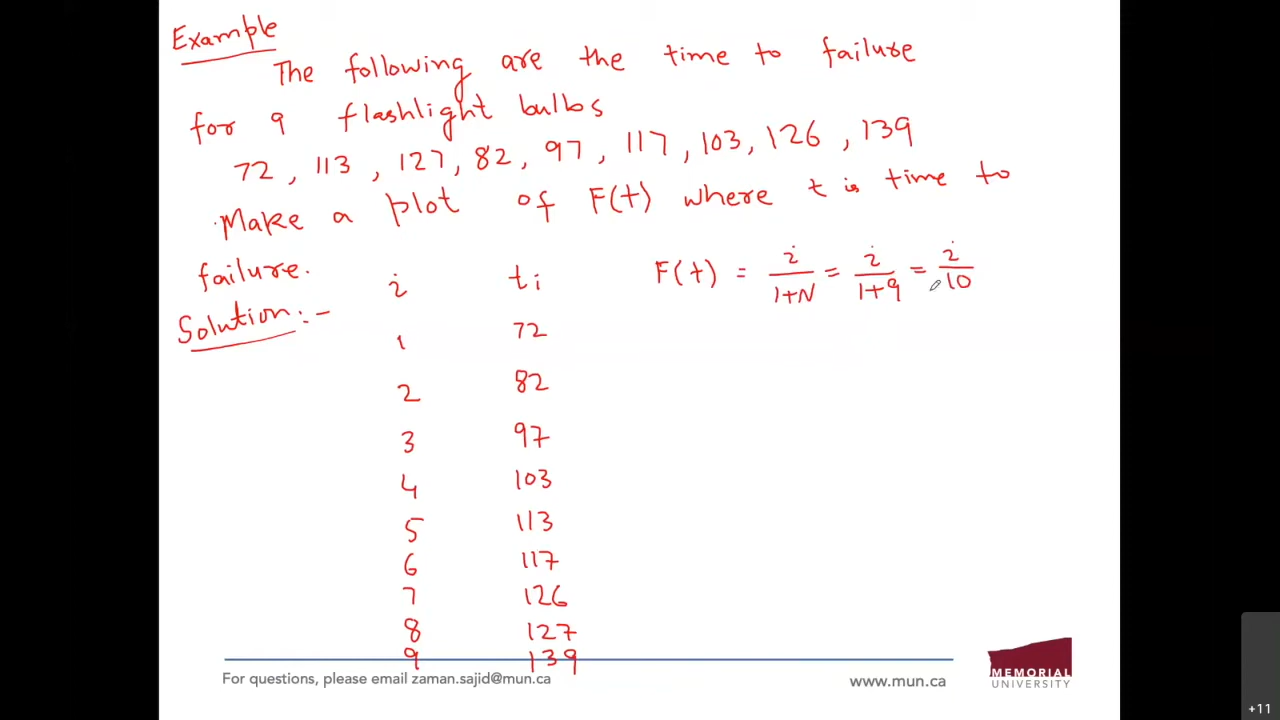 Example
The following are the time to failure
for 9 flashlight bulbs
72, 113, 127, 82, 97, 117, 103, 126, 139
Make a plot of F(t) where t is time to
failure.
Solution:-
i ti F(t) = i/1+N = i/1+9 = i/10
1 72
2 82
3 97
4 103
5 113
6 117
7 126
8 127
9 139
For questions, please email zaman.sajid@mun.ca
www.mun.ca
MEMORIAL
UNIVERSITY
+11